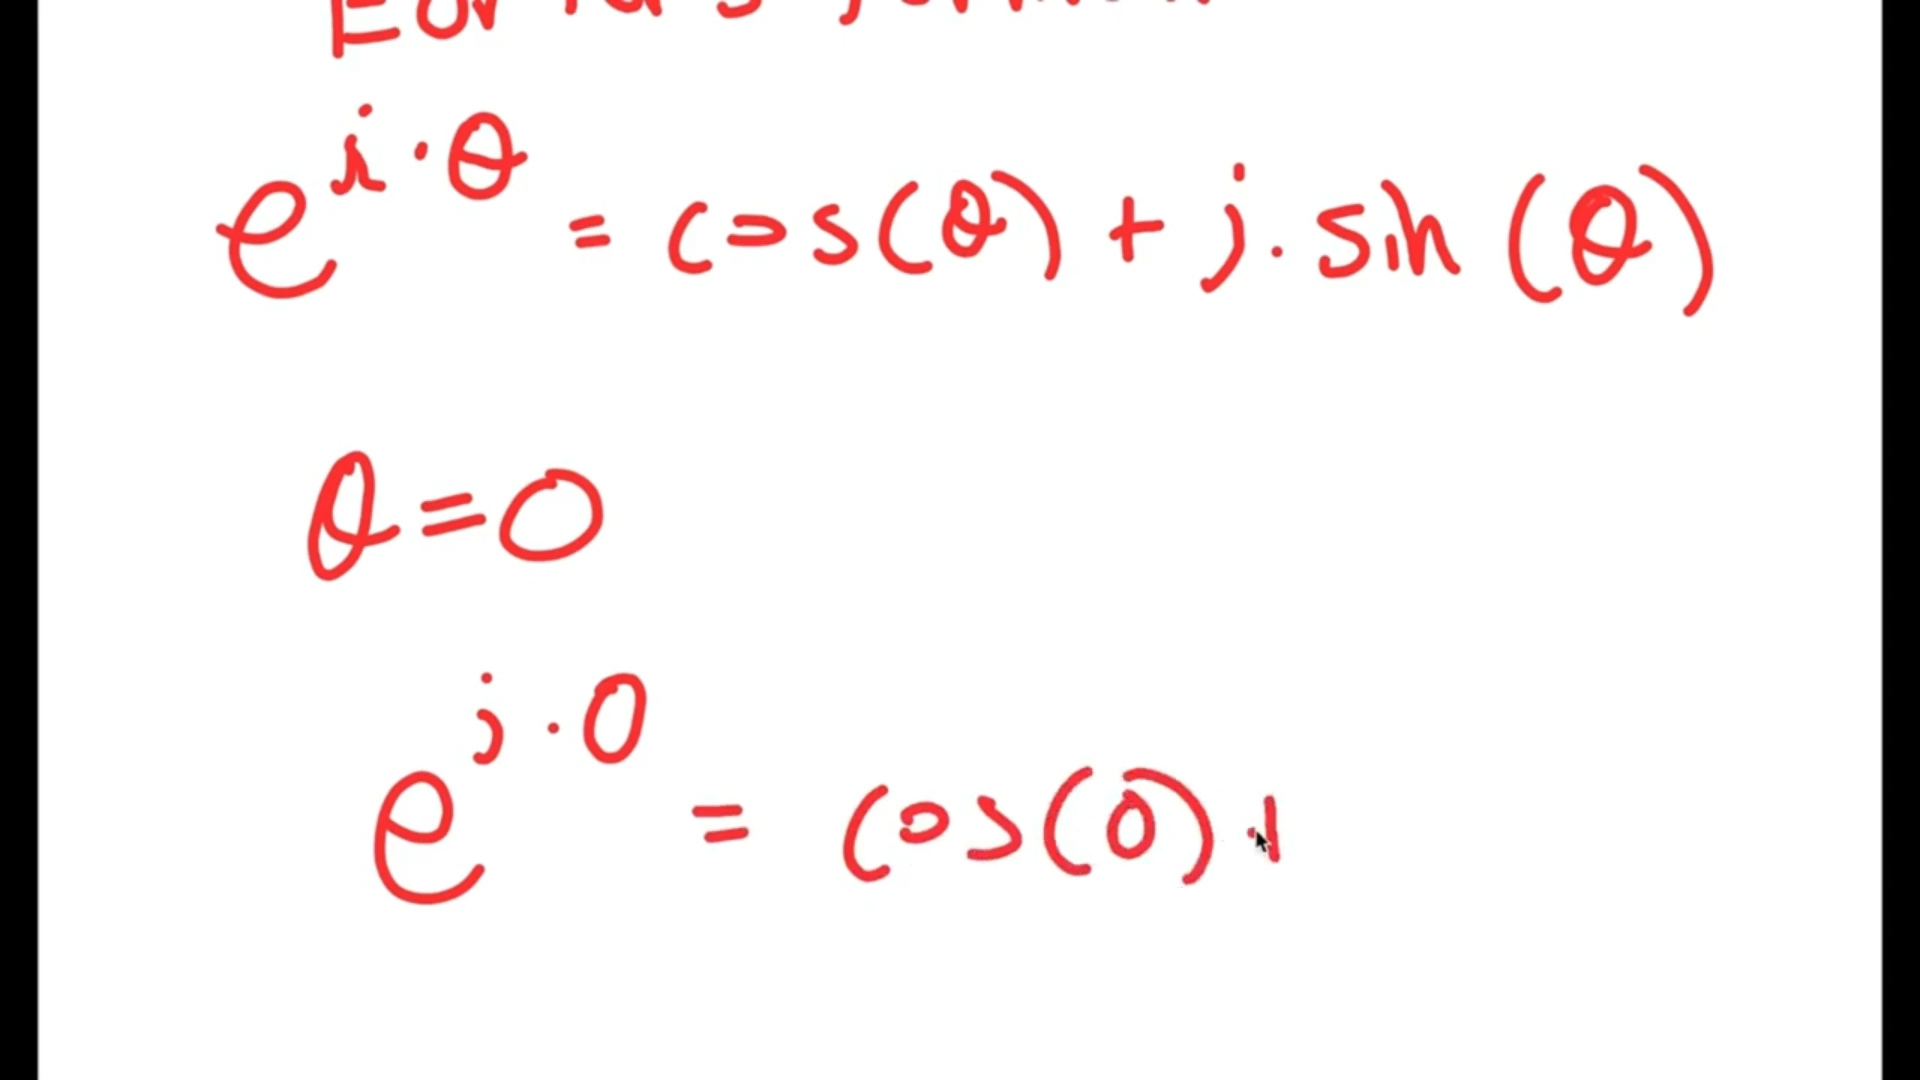 e^{i·θ} = cos(θ) + j·sin(θ)
θ=0
e^{j·0} = cos(0) +